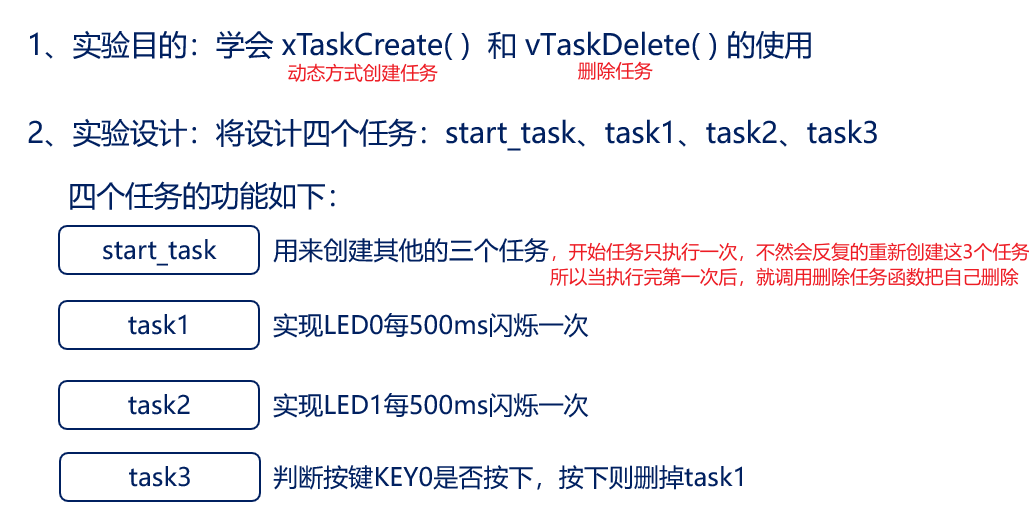 1、实验目的：学会 xTaskCreate( ) 和 vTaskDelete( ) 的使用
动态方式创建任务
删除任务
2、实验设计：将设计四个任务：start_task、task1、task2、task3
四个任务的功能如下：
start_task
用来创建其他的三个任务，开始任务只执行一次，不然会反复的重新创建这3个任务
所以当执行完第一次后，就调用删除任务函数把自己删除
task1
实现LED0每500ms闪烁一次
task2
实现LED1每500ms闪烁一次
task3
判断按键KEY0是否按下，按下则删掉task1